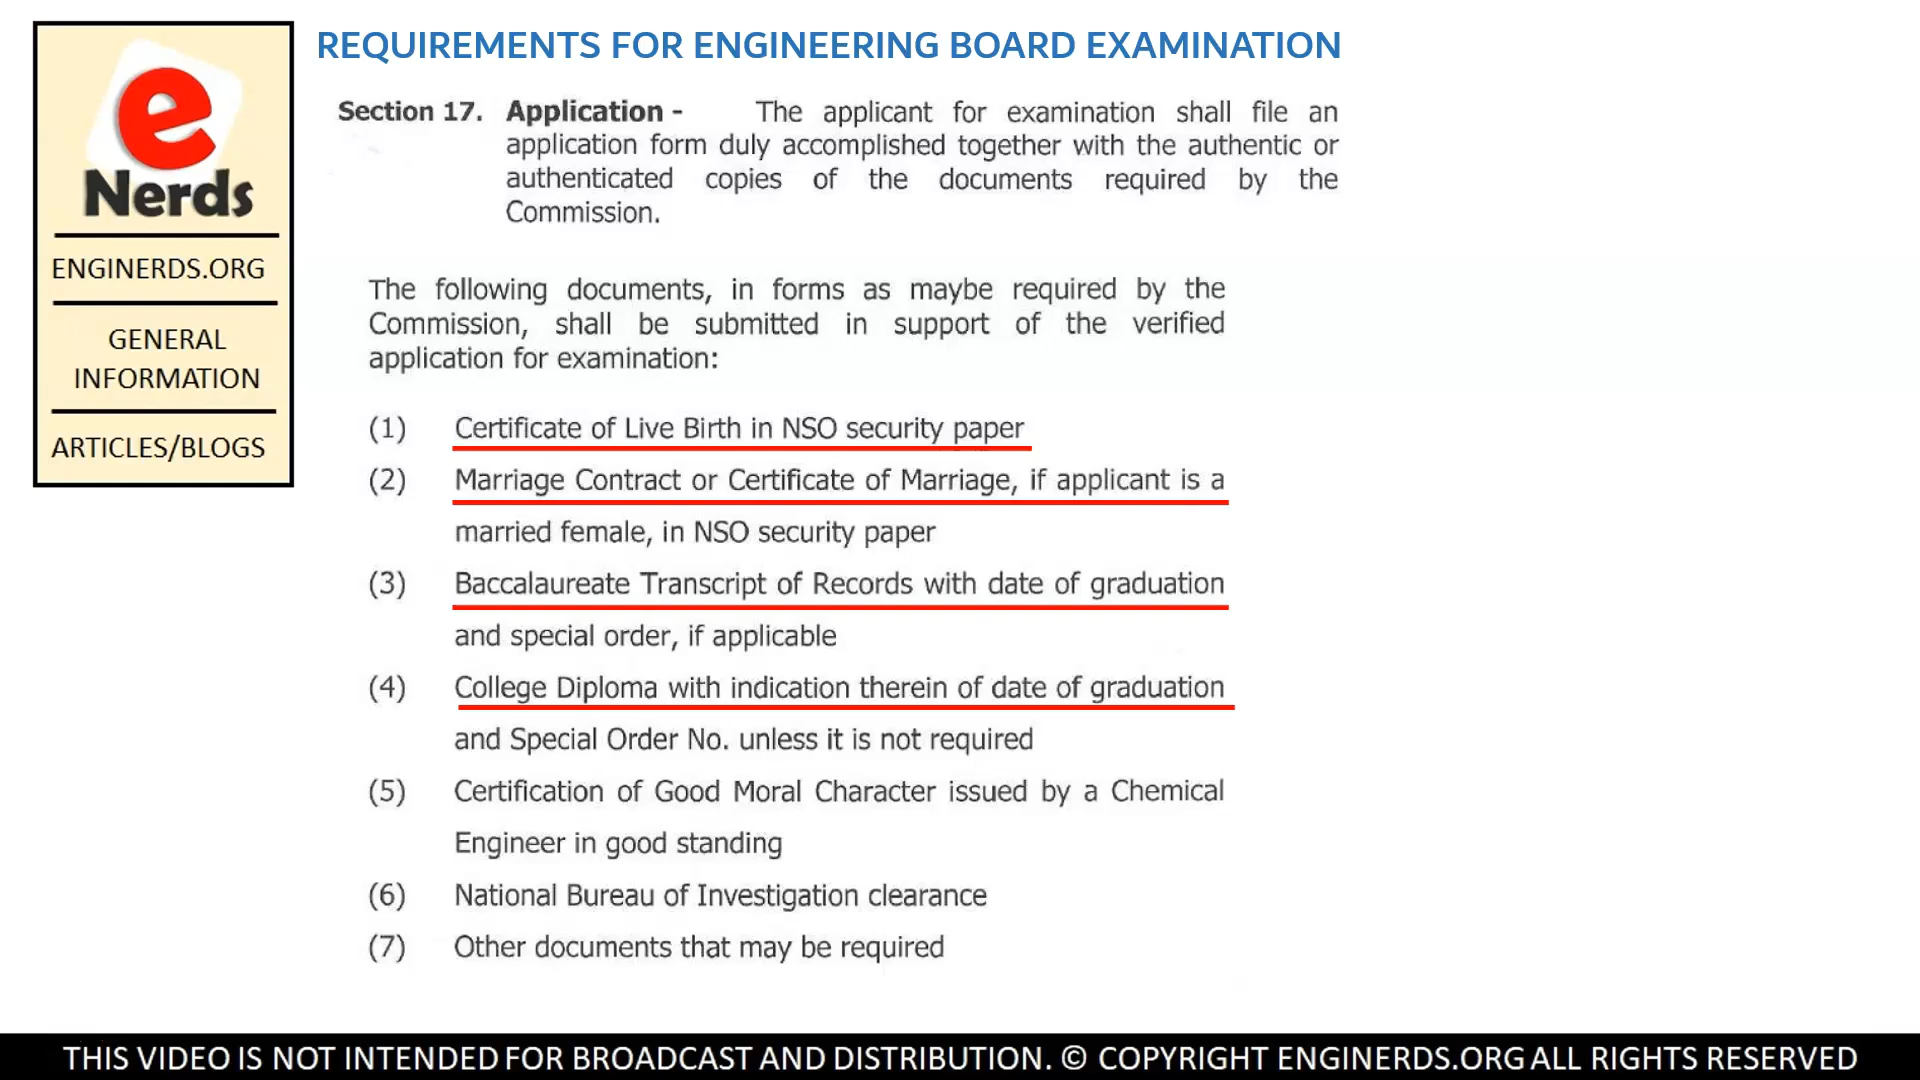 e
Nerds
ENGINERDS.ORG
GENERAL
INFORMATION
ARTICLES/BLOGS
REQUIREMENTS FOR ENGINEERING BOARD EXAMINATION
Section 17. Application - The applicant for examination shall file an
application form duly accomplished together with the authentic or
authenticated copies of the documents required by the
Commission.
The following documents, in forms as maybe required by the
Commission, shall be submitted in support of the verified
application for examination:
(1) Certificate of Live Birth in NSO security paper
(2) Marriage Contract or Certificate of Marriage, if applicant is a
married female, in NSO security paper
(3) Baccalaureate Transcript of Records with date of graduation
and special order, if applicable
(4) College Diploma with indication therein of date of graduation
and Special Order No. unless it is not required
(5) Certification of Good Moral Character issued by a Chemical
Engineer in good standing
(6) National Bureau of Investigation clearance
(7) Other documents that may be required
THIS VIDEO IS NOT INTENDED FOR BROADCAST AND DISTRIBUTION. © COPYRIGHT ENGINERDS.ORG ALL RIGHTS RESERVED